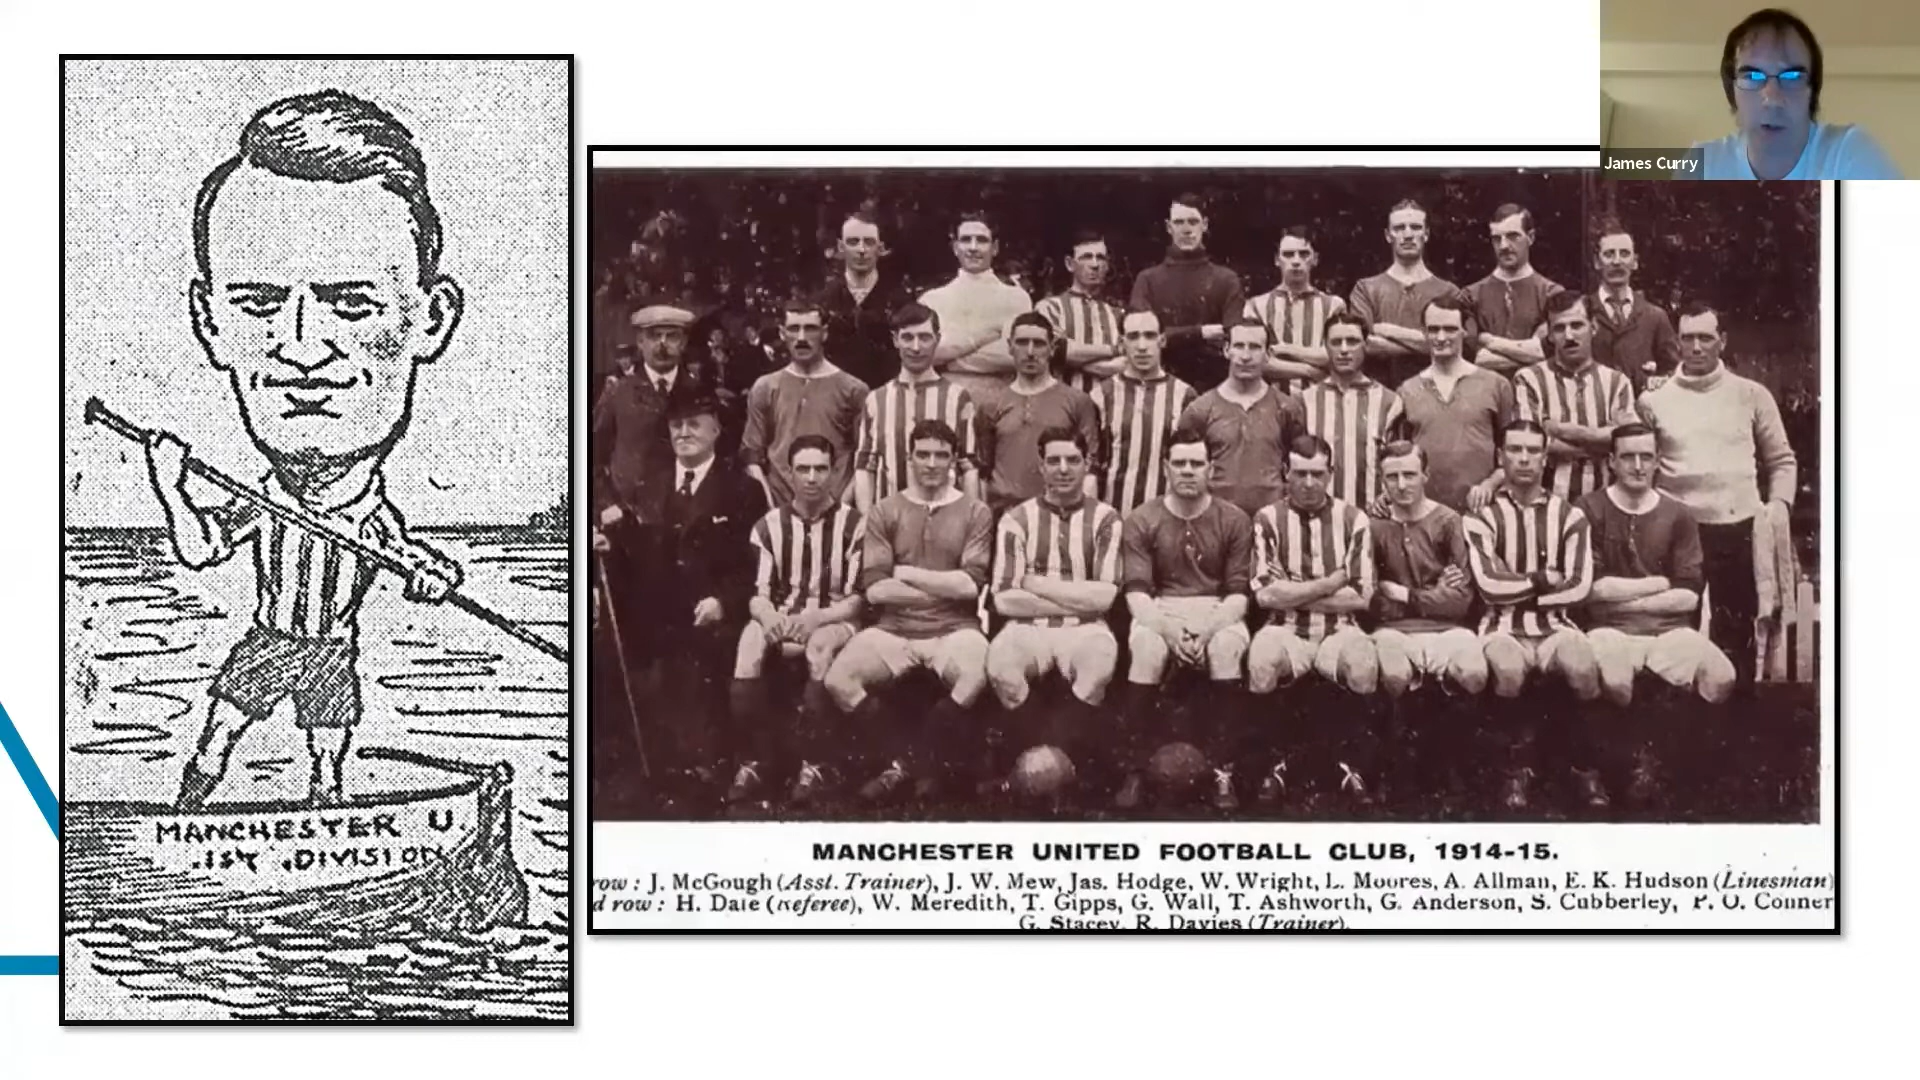 James Curry
MANCHESTER U.
1ST DIVISION
MANCHESTER UNITED FOOTBALL CLUB, 1914-15.
row : J. McGough (Asst. Trainer), J. W. Mew, Jas. Hodge, W. Wright, L. Moores, A. Allman, E. K. Hudson (Linesman)
d row : H. Dale (Referee), W. Meredith, T. Gipps, G. Wall, T. Ashworth, G. Anderson, S. Cubberley, P. O. Conner
G. Stacey, R. Davies (Trainer).